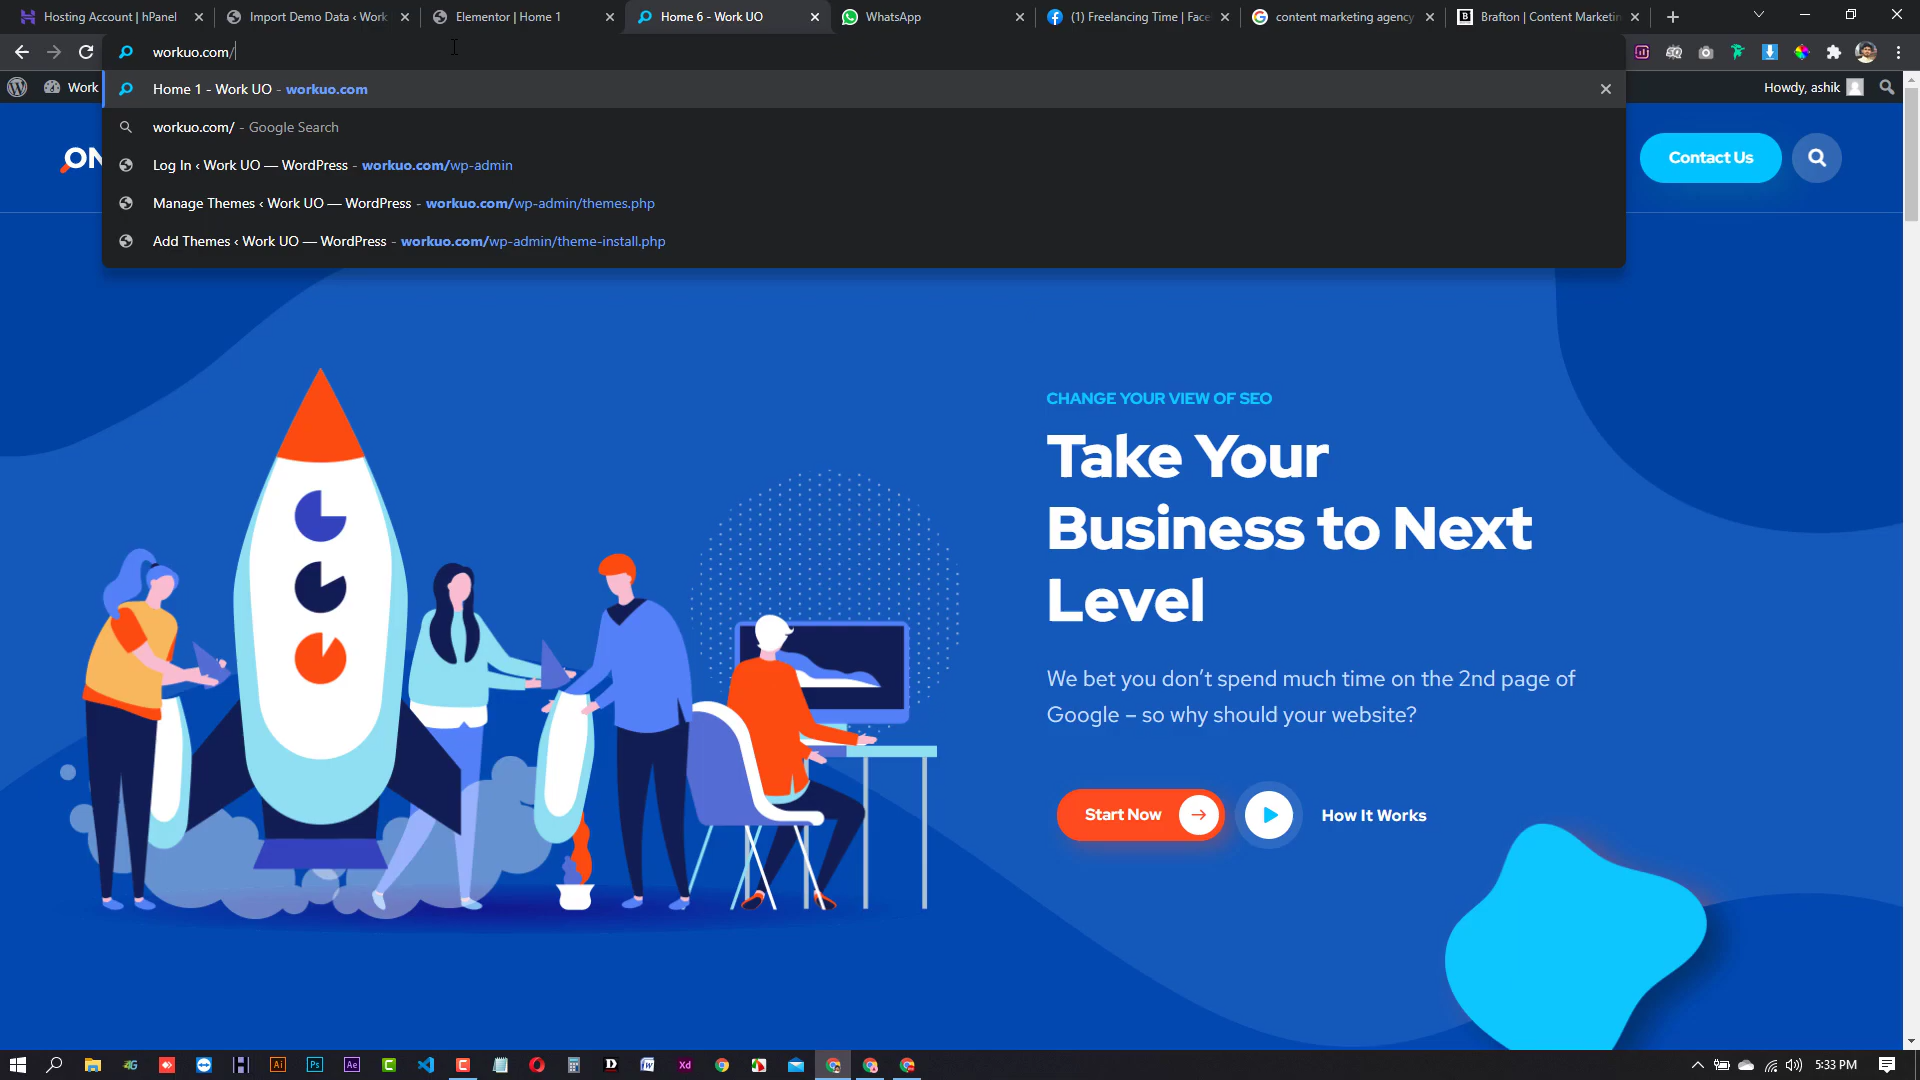 Hosting Account | hPanel
Import Demo Data ‹ Work
Elementor | Home 1
Home 6 - Work UO
WhatsApp
(1) Freelancing Time | Face
content marketing agency
Brafton | Content Marketin
workuo.com/
Home 1 - Work UO - workuo.com
workuo.com/ - Google Search
Log In ‹ Work UO — WordPress - workuo.com/wp-admin
Manage Themes ‹ Work UO — WordPress - workuo.com/wp-admin/themes.php
Add Themes ‹ Work UO — WordPress - workuo.com/wp-admin/theme-install.php
Work
Howdy, ashik
ON
Contact Us
CHANGE YOUR VIEW OF SEO
Take Your
Business to Next
Level
We bet you don’t spend much time on the 2nd page of
Google – so why should your website?
Start Now
How It Works
5:33 PM